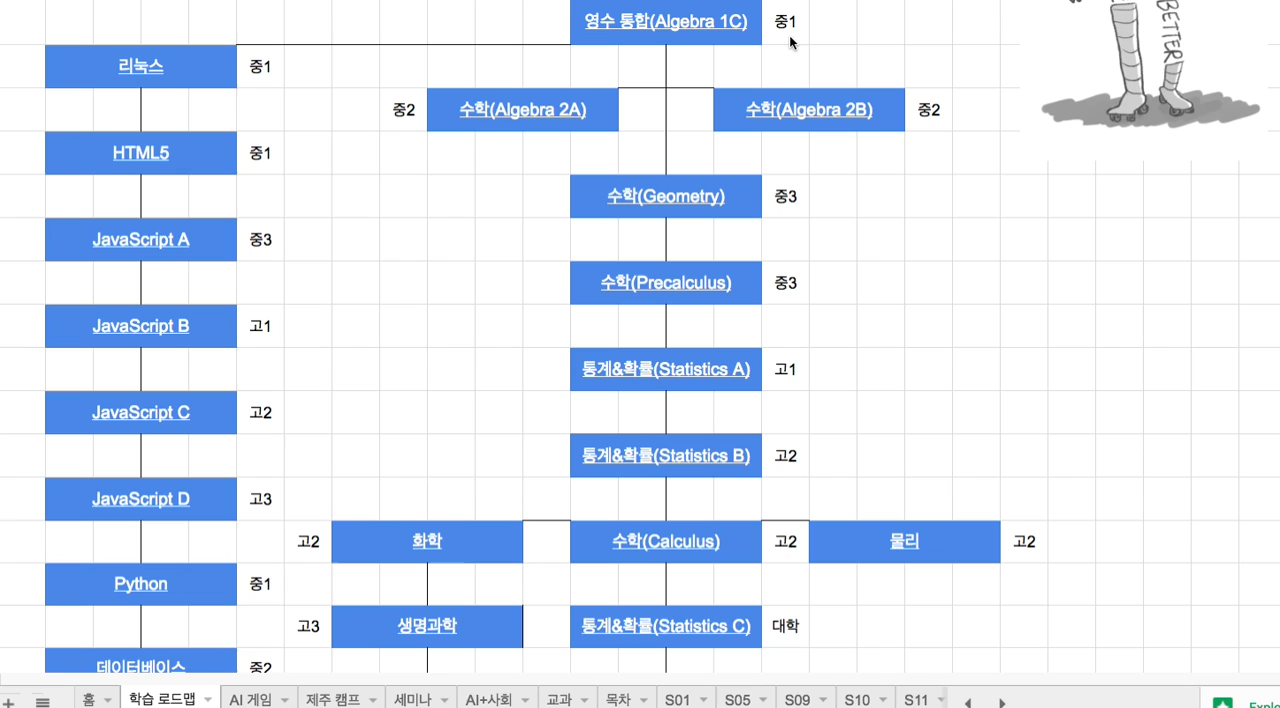 영수 통합(Algebra 1C) 중1
리눅스 중1
중2 수학(Algebra 2A) 수학(Algebra 2B) 중2
HTML5 중1
수학(Geometry) 중3
JavaScript A 중3
수학(Precalculus) 중3
JavaScript B 고1
통계&확률(Statistics A) 고1
JavaScript C 고2
통계&확률(Statistics B) 고2
JavaScript D 고3
고2 화학 수학(Calculus) 고2 물리 고2
Python 중1
고3 생명과학 통계&확률(Statistics C) 대학
데이터베이스 중2
BETTER
홈 학습 로드맵 AI 게임 제주 캠프 세미나 AI+사회 교과 목차 S01 S05 S09 S10 S11